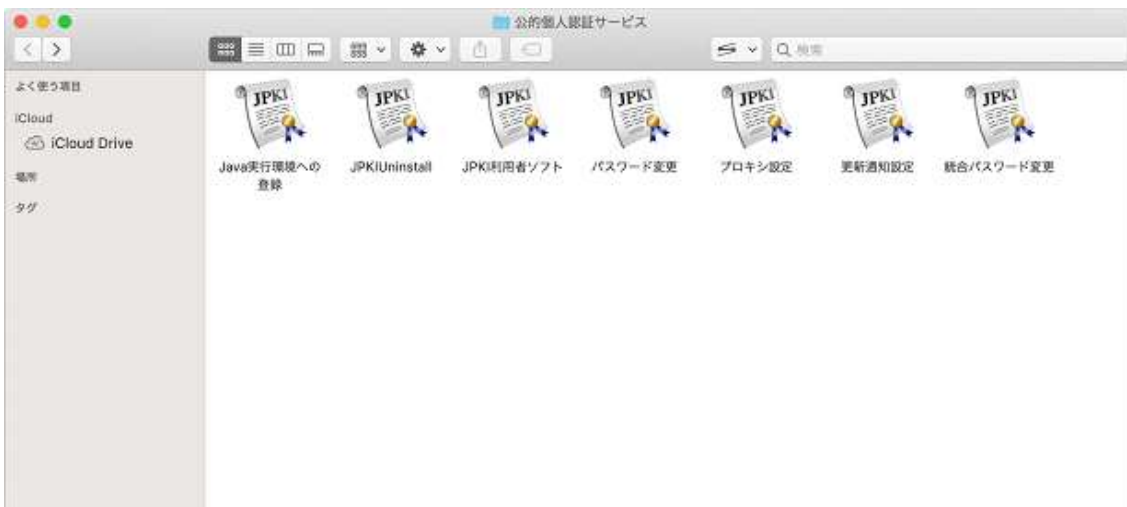 公的個人認証サービス
検索
よく使う項目
iCloud
iCloud Drive
場所
タグ
JPKI
JPKI
JPKI
JPKI
JPKI
JPKI
JPKI
Java実行環境への
登録
JPKIUninstall
JPKI利用者ソフト
パスワード変更
プロキシ設定
更新通知設定
統合パスワード変更